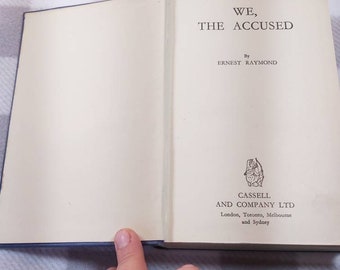 WE,
THE ACCUSED
By
ERNEST RAYMOND
CASSELL
AND COMPANY LTD
London, Toronto, Melbourne
and Sydney